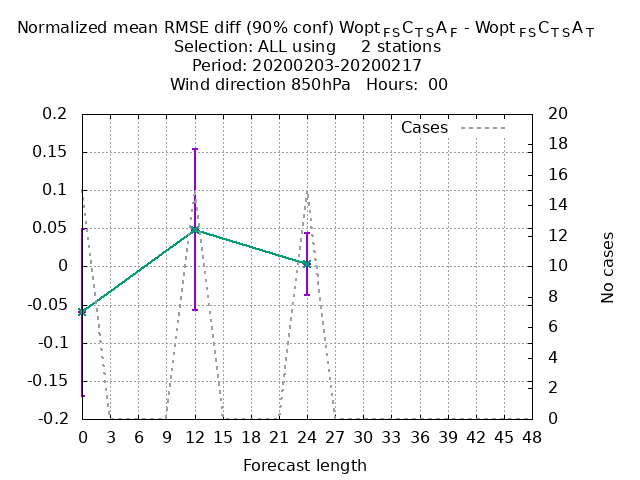 Normalized mean RMSE diff (90% conf) Wopt FS C T S A F - Wopt FS C T S A T
Selection: ALL using 2 stations
Period: 20200203-20200217
Wind direction 850hPa Hours: 00
0.2
0.15
0.1
0.05
0
-0.05
-0.1
-0.15
-0.2
Cases
20
18
16
14
12
10
8
6
4
2
0
No cases
0 3 6 9 12 15 18 21 24 27 30 33 36 39 42 45 48
Forecast length